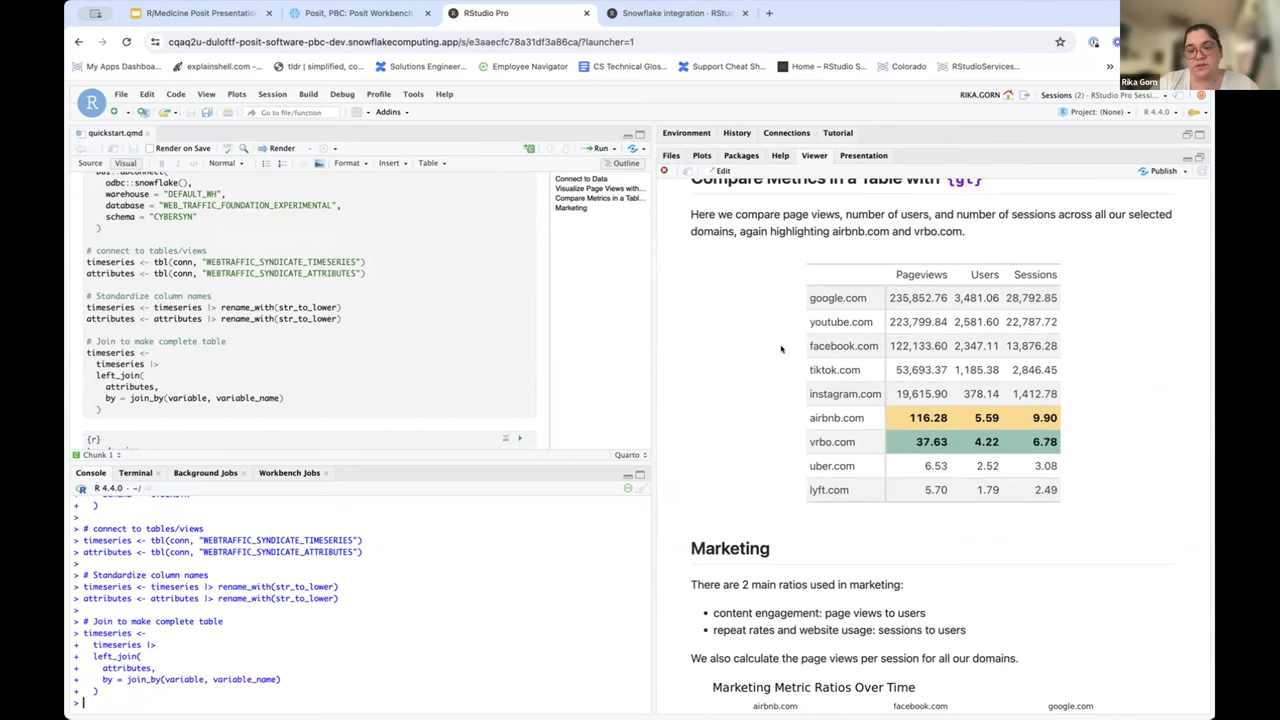 R/Medicine Posit Presentation
Posit, PBC: Posit Workbench
RStudio Pro
Snowflake integration - RStud
cqaq2u-duloftf-posit-software-pbc-dev.snowflakecomputing.app/s/e3aaecfc78a31df3a86ca/?launcher=1
My Apps Dashboa...
explainshell.com -...
tldr | simplified, co...
Solutions Engineer...
Employee Navigator
CS Technical Glos...
Support Cheat Sh...
Home – RStudio S...
Colorado
RStudioServices...
Rika Gorn
File Edit Code View Plots Session Build Debug Profile Tools Help
RIKA.GORN
Sessions (2)
RStudio Pro Sessi...
Go to file/function
Addins
Project: (None)
R 4.4.0
quickstart.qmd
Render on Save
Render
Run
Source Visual
Normal
Format
Insert
Table
Outline
Connect to Data
Visualize Page Views with...
Compare Metrics in a Tabl...
Marketing
odbc::snowflake(),
warehouse = "DEFAULT_WH",
database = "WEB_TRAFFIC_FOUNDATION_EXPERIMENTAL",
schema = "CYBERSYN"
)
# connect to tables/views
timeseries <- tbl(conn, "WEBTRAFFIC_SYNDICATE_TIMESERIES")
attributes <- tbl(conn, "WEBTRAFFIC_SYNDICATE_ATTRIBUTES")
# Standardize column names
timeseries <- timeseries |> rename_with(str_to_lower)
attributes <- attributes |> rename_with(str_to_lower)
# Join to make complete table
timeseries <-
timeseries |>
left_join(
attributes,
by = join_by(variable, variable_name)
)
{r}
Chunk 1
Quarto
Console Terminal Background Jobs Workbench Jobs
R 4.4.0 · ~/
+ )
>
> # connect to tables/views
> timeseries <- tbl(conn, "WEBTRAFFIC_SYNDICATE_TIMESERIES")
> attributes <- tbl(conn, "WEBTRAFFIC_SYNDICATE_ATTRIBUTES")
>
> # Standardize column names
> timeseries <- timeseries |> rename_with(str_to_lower)
> attributes <- attributes |> rename_with(str_to_lower)
>
> # Join to make complete table
> timeseries <-
+ timeseries |>
+ left_join(
+ attributes,
+ by = join_by(variable, variable_name)
+ )
>
Environment History Connections Tutorial
Files Plots Packages Help Viewer Presentation
Edit
Publish
Compare Metrics in a Table with {gt}
Here we compare page views, number of users, and number of sessions across all our selected
domains, again highlighting airbnb.com and vrbo.com.
Pageviews Users Sessions
google.com 235,852.76 3,481.06 28,792.85
youtube.com 223,799.84 2,581.60 22,787.72
facebook.com 122,133.60 2,347.11 13,876.28
tiktok.com 53,693.37 1,185.38 2,846.45
instagram.com 19,615.90 378.14 1,412.78
airbnb.com 116.28 5.59 9.90
vrbo.com 37.63 4.22 6.78
uber.com 6.53 2.52 3.08
lyft.com 5.70 1.79 2.49
Marketing
There are 2 main ratios used in marketing:
• content engagement: page views to users
• repeat rates and website usage: sessions to users
We also calculate the page views per session for all our domains.
Marketing Metric Ratios Over Time
airbnb.com facebook.com google.com